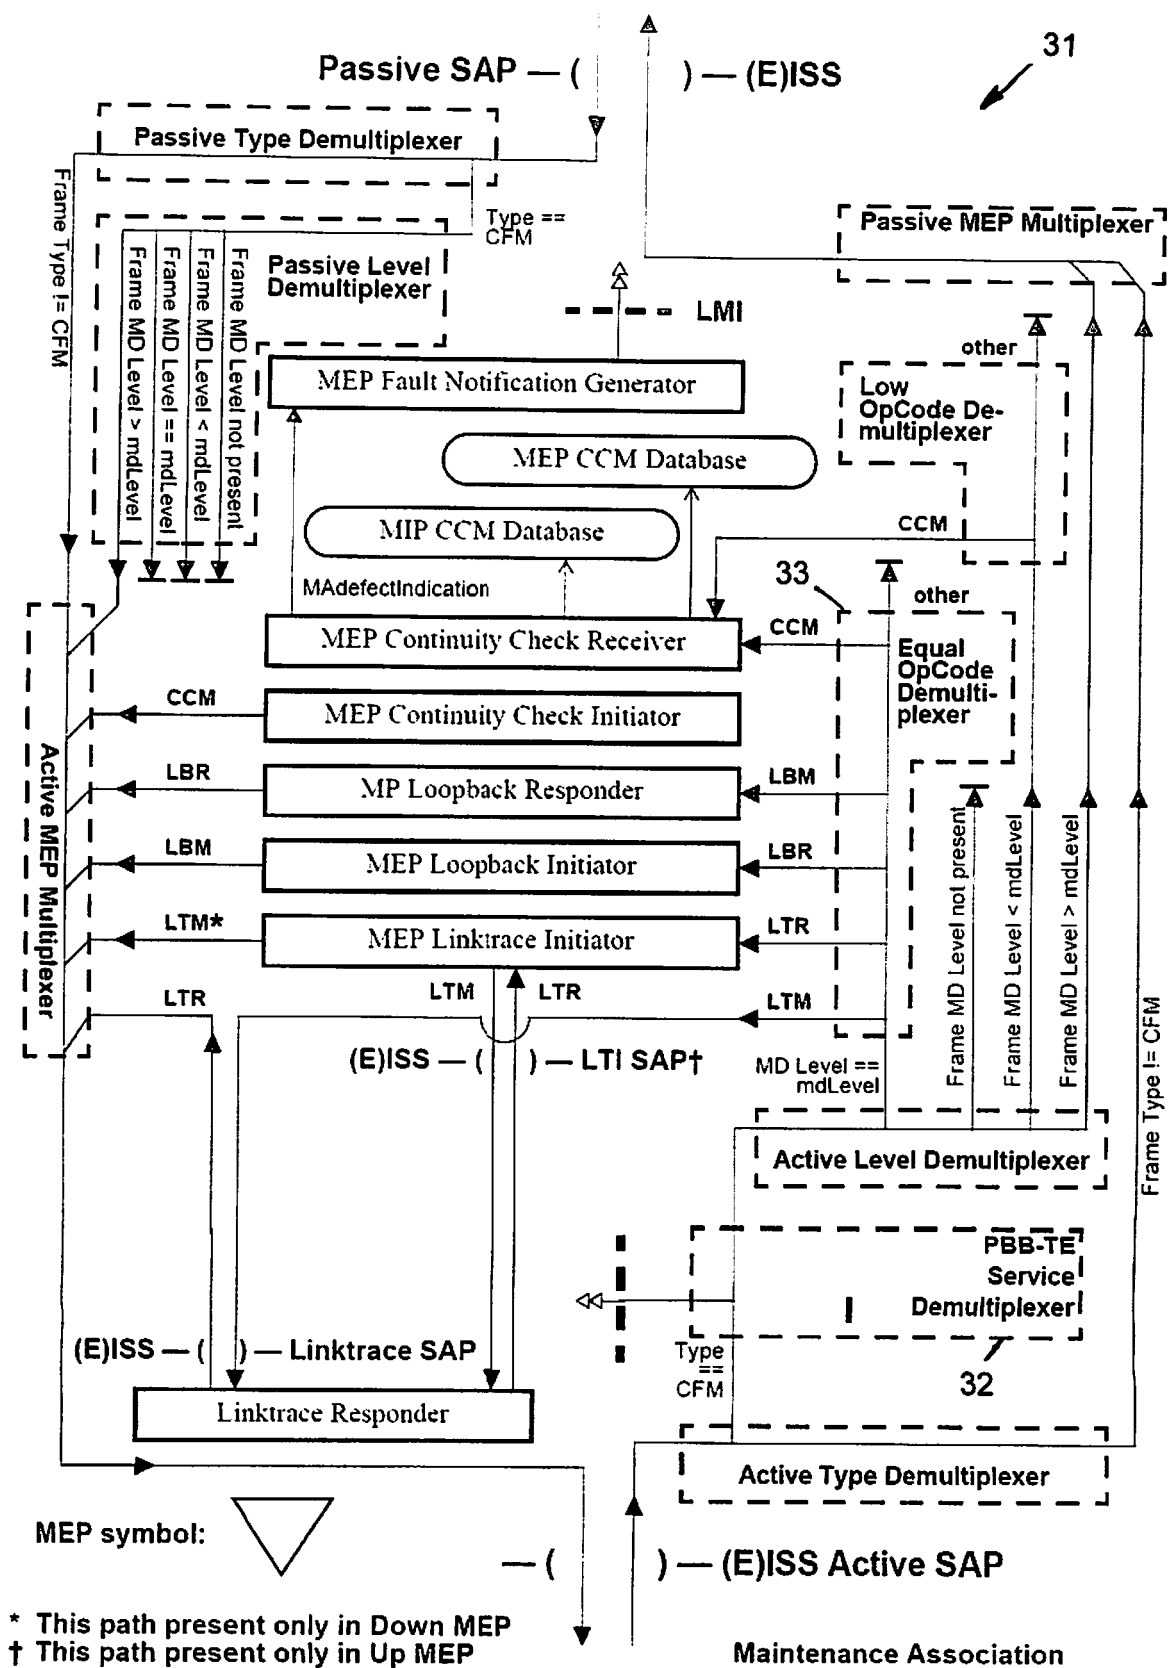 31
Passive SAP — ( ) — (E)ISS
Passive Type Demultiplexer
Frame Type != CFM
Type ==
CFM
Passive Level
Demultiplexer
Frame MD Level > mdLevel
Frame MD Level == mdLevel
Frame MD Level < mdLevel
Frame MD Level not present
Passive MEP Multiplexer
LMI
MEP Fault Notification Generator
other
Low
OpCode De-
multiplexer
MEP CCM Database
MIP CCM Database
CCM
MAdefectIndication
33
other
MEP Continuity Check Receiver
CCM
Equal
OpCode
Demulti-
plexer
CCM
MEP Continuity Check Initiator
LBR
MP Loopback Responder
LBM
LBM
MEP Loopback Initiator
LBR
LTM*
MEP Linktrace Initiator
LTR
LTR
LTM
LTR
LTM
Active MEP Multiplexer
(E)ISS — ( ) — LTI SAP†
MD Level ==
mdLevel
Frame MD Level not present
Frame MD Level < mdLevel
Frame MD Level > mdLevel
Frame Type != CFM
Active Level Demultiplexer
PBB-TE
Service
Demultiplexer
32
(E)ISS — ( ) — Linktrace SAP
Type
==
CFM
Linktrace Responder
Active Type Demultiplexer
MEP symbol:
— ( ) — (E)ISS Active SAP
* This path present only in Down MEP
† This path present only in Up MEP
Maintenance Association